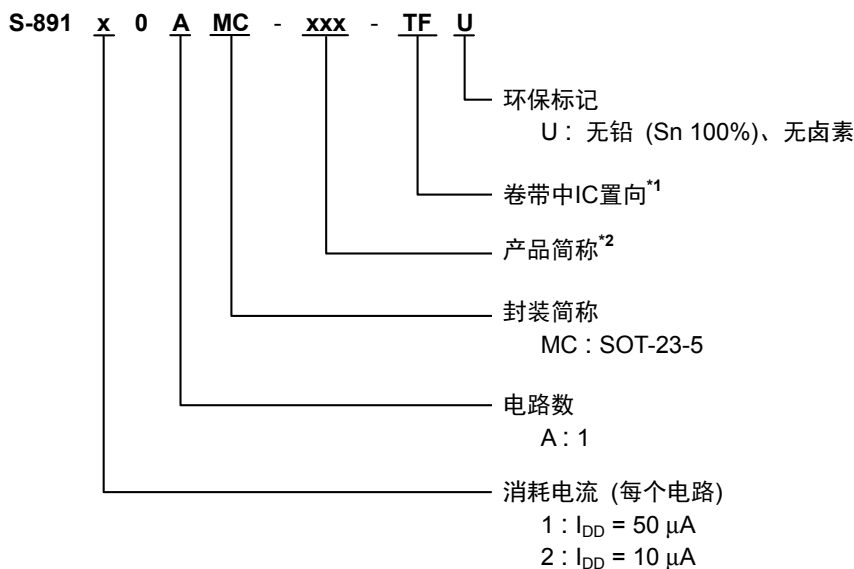 S-891 x 0 A MC - xxx - TF U
环保标记
U : 无铅 (Sn 100%)、无卤素
卷带中IC置向*1
产品简称*2
封装简称
MC : SOT-23-5
电路数
A : 1
消耗电流 (每个电路)
1 : IDD = 50 μA
2 : IDD = 10 μA